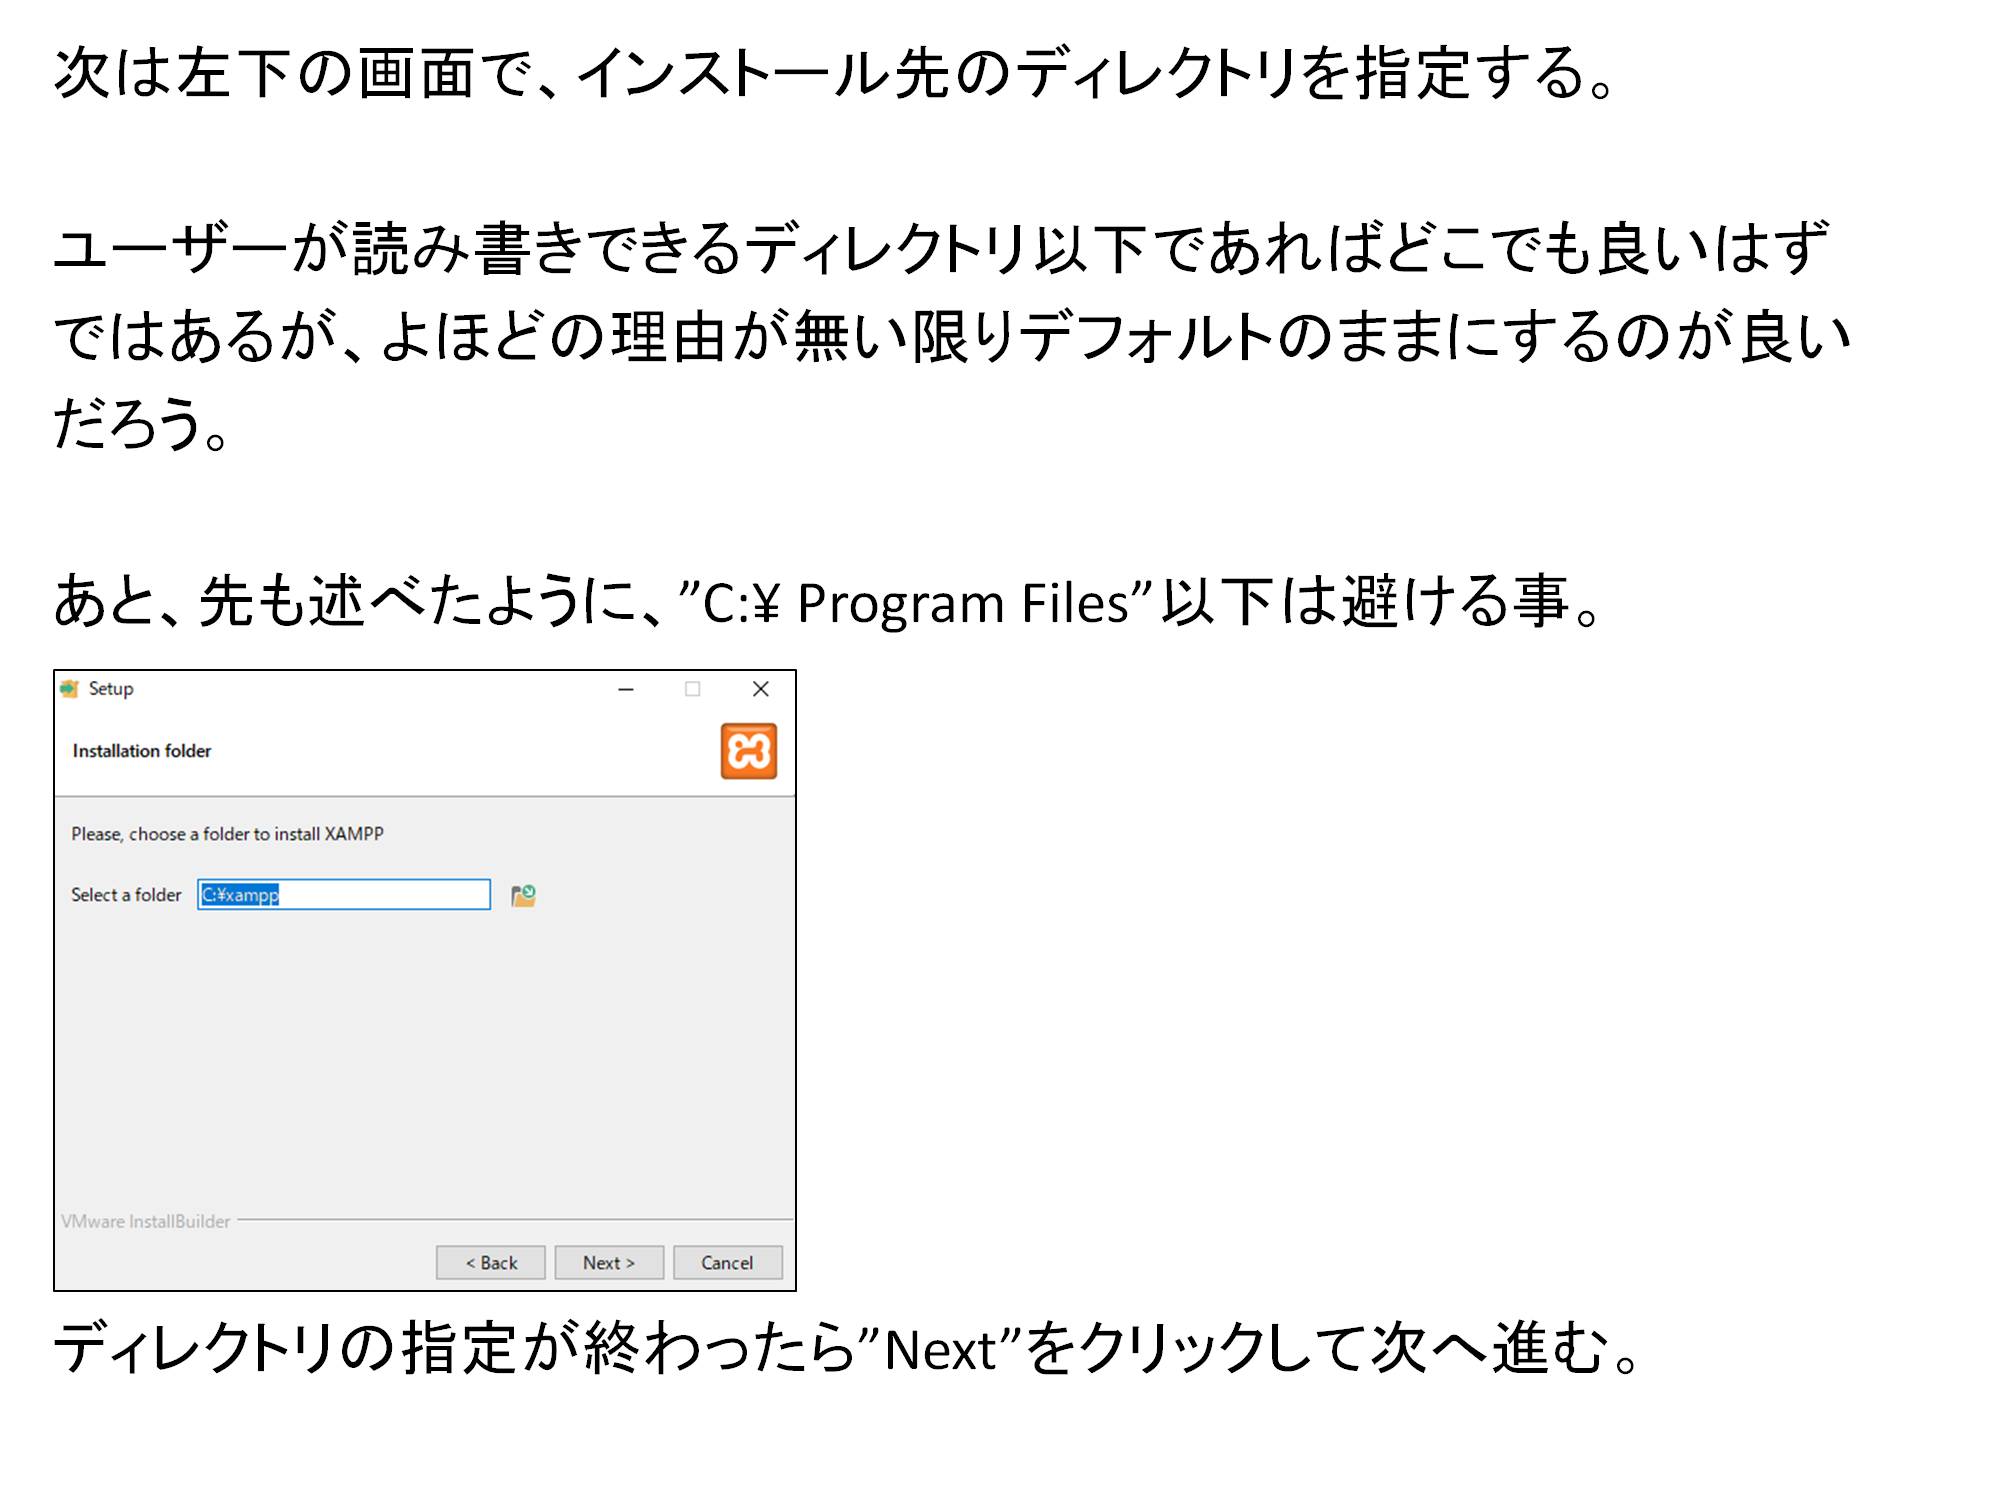 次は左下の画面で、インストール先のディレクトリを指定する。
ユーザーが読み書きできるディレクトリ以下であればどこでも良いはず
ではあるが、よほどの理由が無い限りデフォルトのままにするのが良い
だろう。
あと、先も述べたように、”C:¥ Program Files”以下は避ける事。
Setup
Installation folder
Please, choose a folder to install XAMPP
Select a folder C:¥xampp
VMware InstallBuilder
< Back Next > Cancel
ディレクトリの指定が終わったら”Next”をクリックして次へ進む。